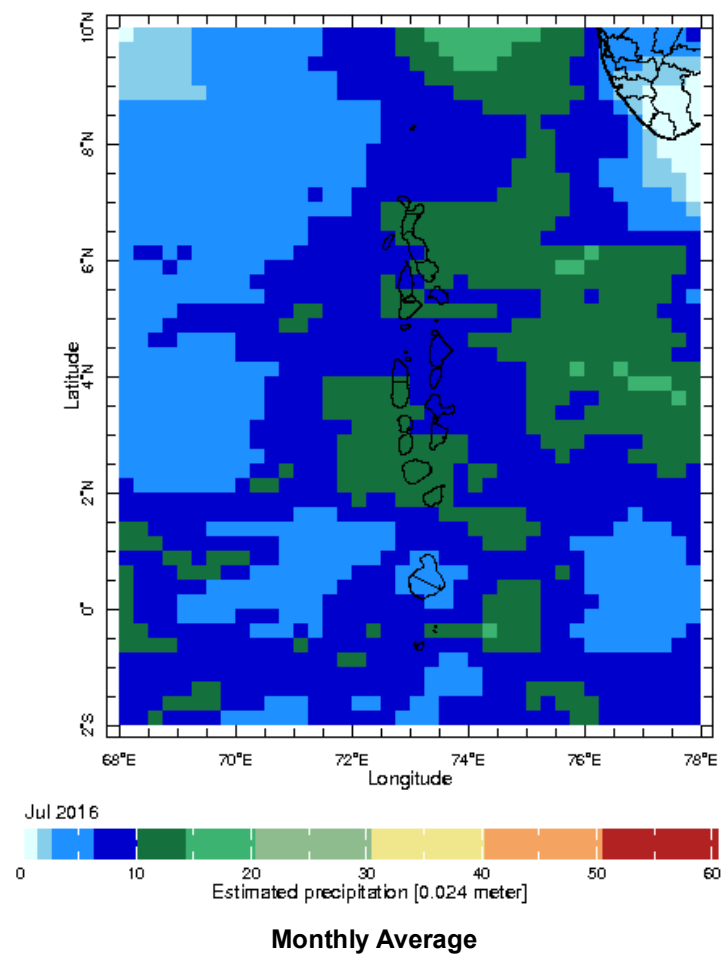 10°N
8°N
6°N
4°N
2°N
0°
2°S
Latitude
68°E 70°E 72°E 74°E 76°E 78°E
Longitude
Jul 2016
0 10 20 30 40 50 60
Estimated precipitation [0.024 meter]
Monthly Average